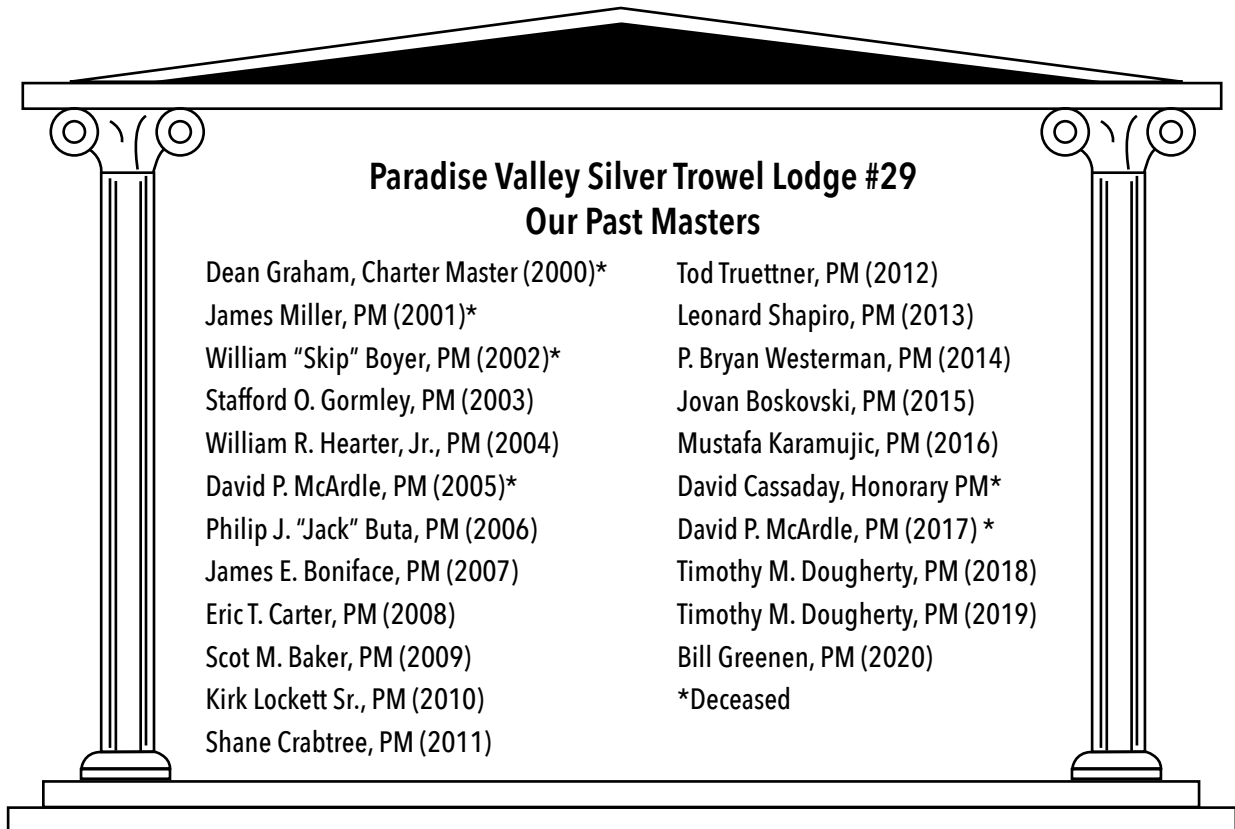 Paradise Valley Silver Trowel Lodge #29
Our Past Masters
Dean Graham, Charter Master (2000)*
James Miller, PM (2001)*
William “Skip” Boyer, PM (2002)*
Stafford O. Gormley, PM (2003)
William R. Hearter, Jr., PM (2004)
David P. McArdle, PM (2005)*
Philip J. “Jack” Buta, PM (2006)
James E. Boniface, PM (2007)
Eric T. Carter, PM (2008)
Scot M. Baker, PM (2009)
Kirk Lockett Sr., PM (2010)
Shane Crabtree, PM (2011)
Tod Truettner, PM (2012)
Leonard Shapiro, PM (2013)
P. Bryan Westerman, PM (2014)
Jovan Boskovski, PM (2015)
Mustafa Karamujic, PM (2016)
David Cassaday, Honorary PM*
David P. McArdle, PM (2017) *
Timothy M. Dougherty, PM (2018)
Timothy M. Dougherty, PM (2019)
Bill Greenen, PM (2020)
*Deceased